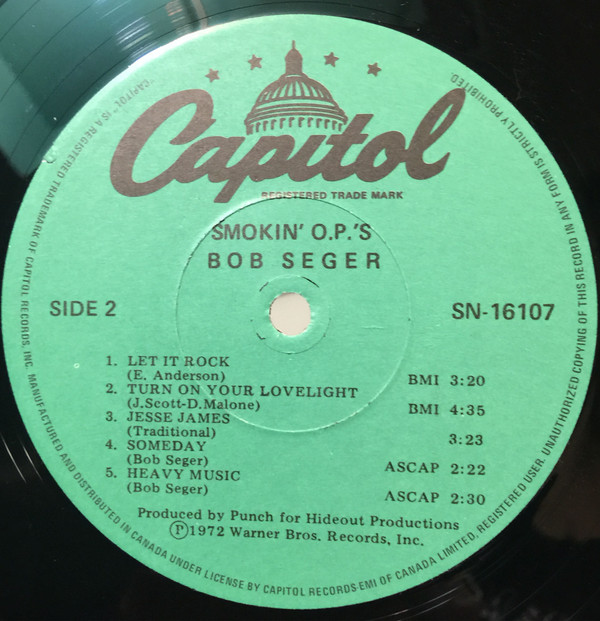 Capitol
REGISTERED TRADE MARK
SMOKIN' O.P.'S
BOB SEGER
SIDE 2
SN-16107
1. LET IT ROCK
(E. Anderson) BMI 3:20
2. TURN ON YOUR LOVELIGHT
(J.Scott-D.Malone) BMI 4:35
3. JESSE JAMES
(Traditional) 3:23
4. SOMEDAY
(Bob Seger) ASCAP 2:22
5. HEAVY MUSIC
(Bob Seger) ASCAP 2:30
Produced by Punch for Hideout Productions
Ⓟ1972 Warner Bros. Records, Inc.
"CAPITOL" IS A REGISTERED TRADEMARK OF CAPITOL RECORDS, INC. MANUFACTURED AND DISTRIBUTED IN CANADA UNDER LICENSE BY CAPITOL RECORDS-EMI OF CANADA LIMITED, REGISTERED USER. UNAUTHORIZED COPYING OF THIS RECORD IN ANY FORM IS STRICTLY PROHIBITED.